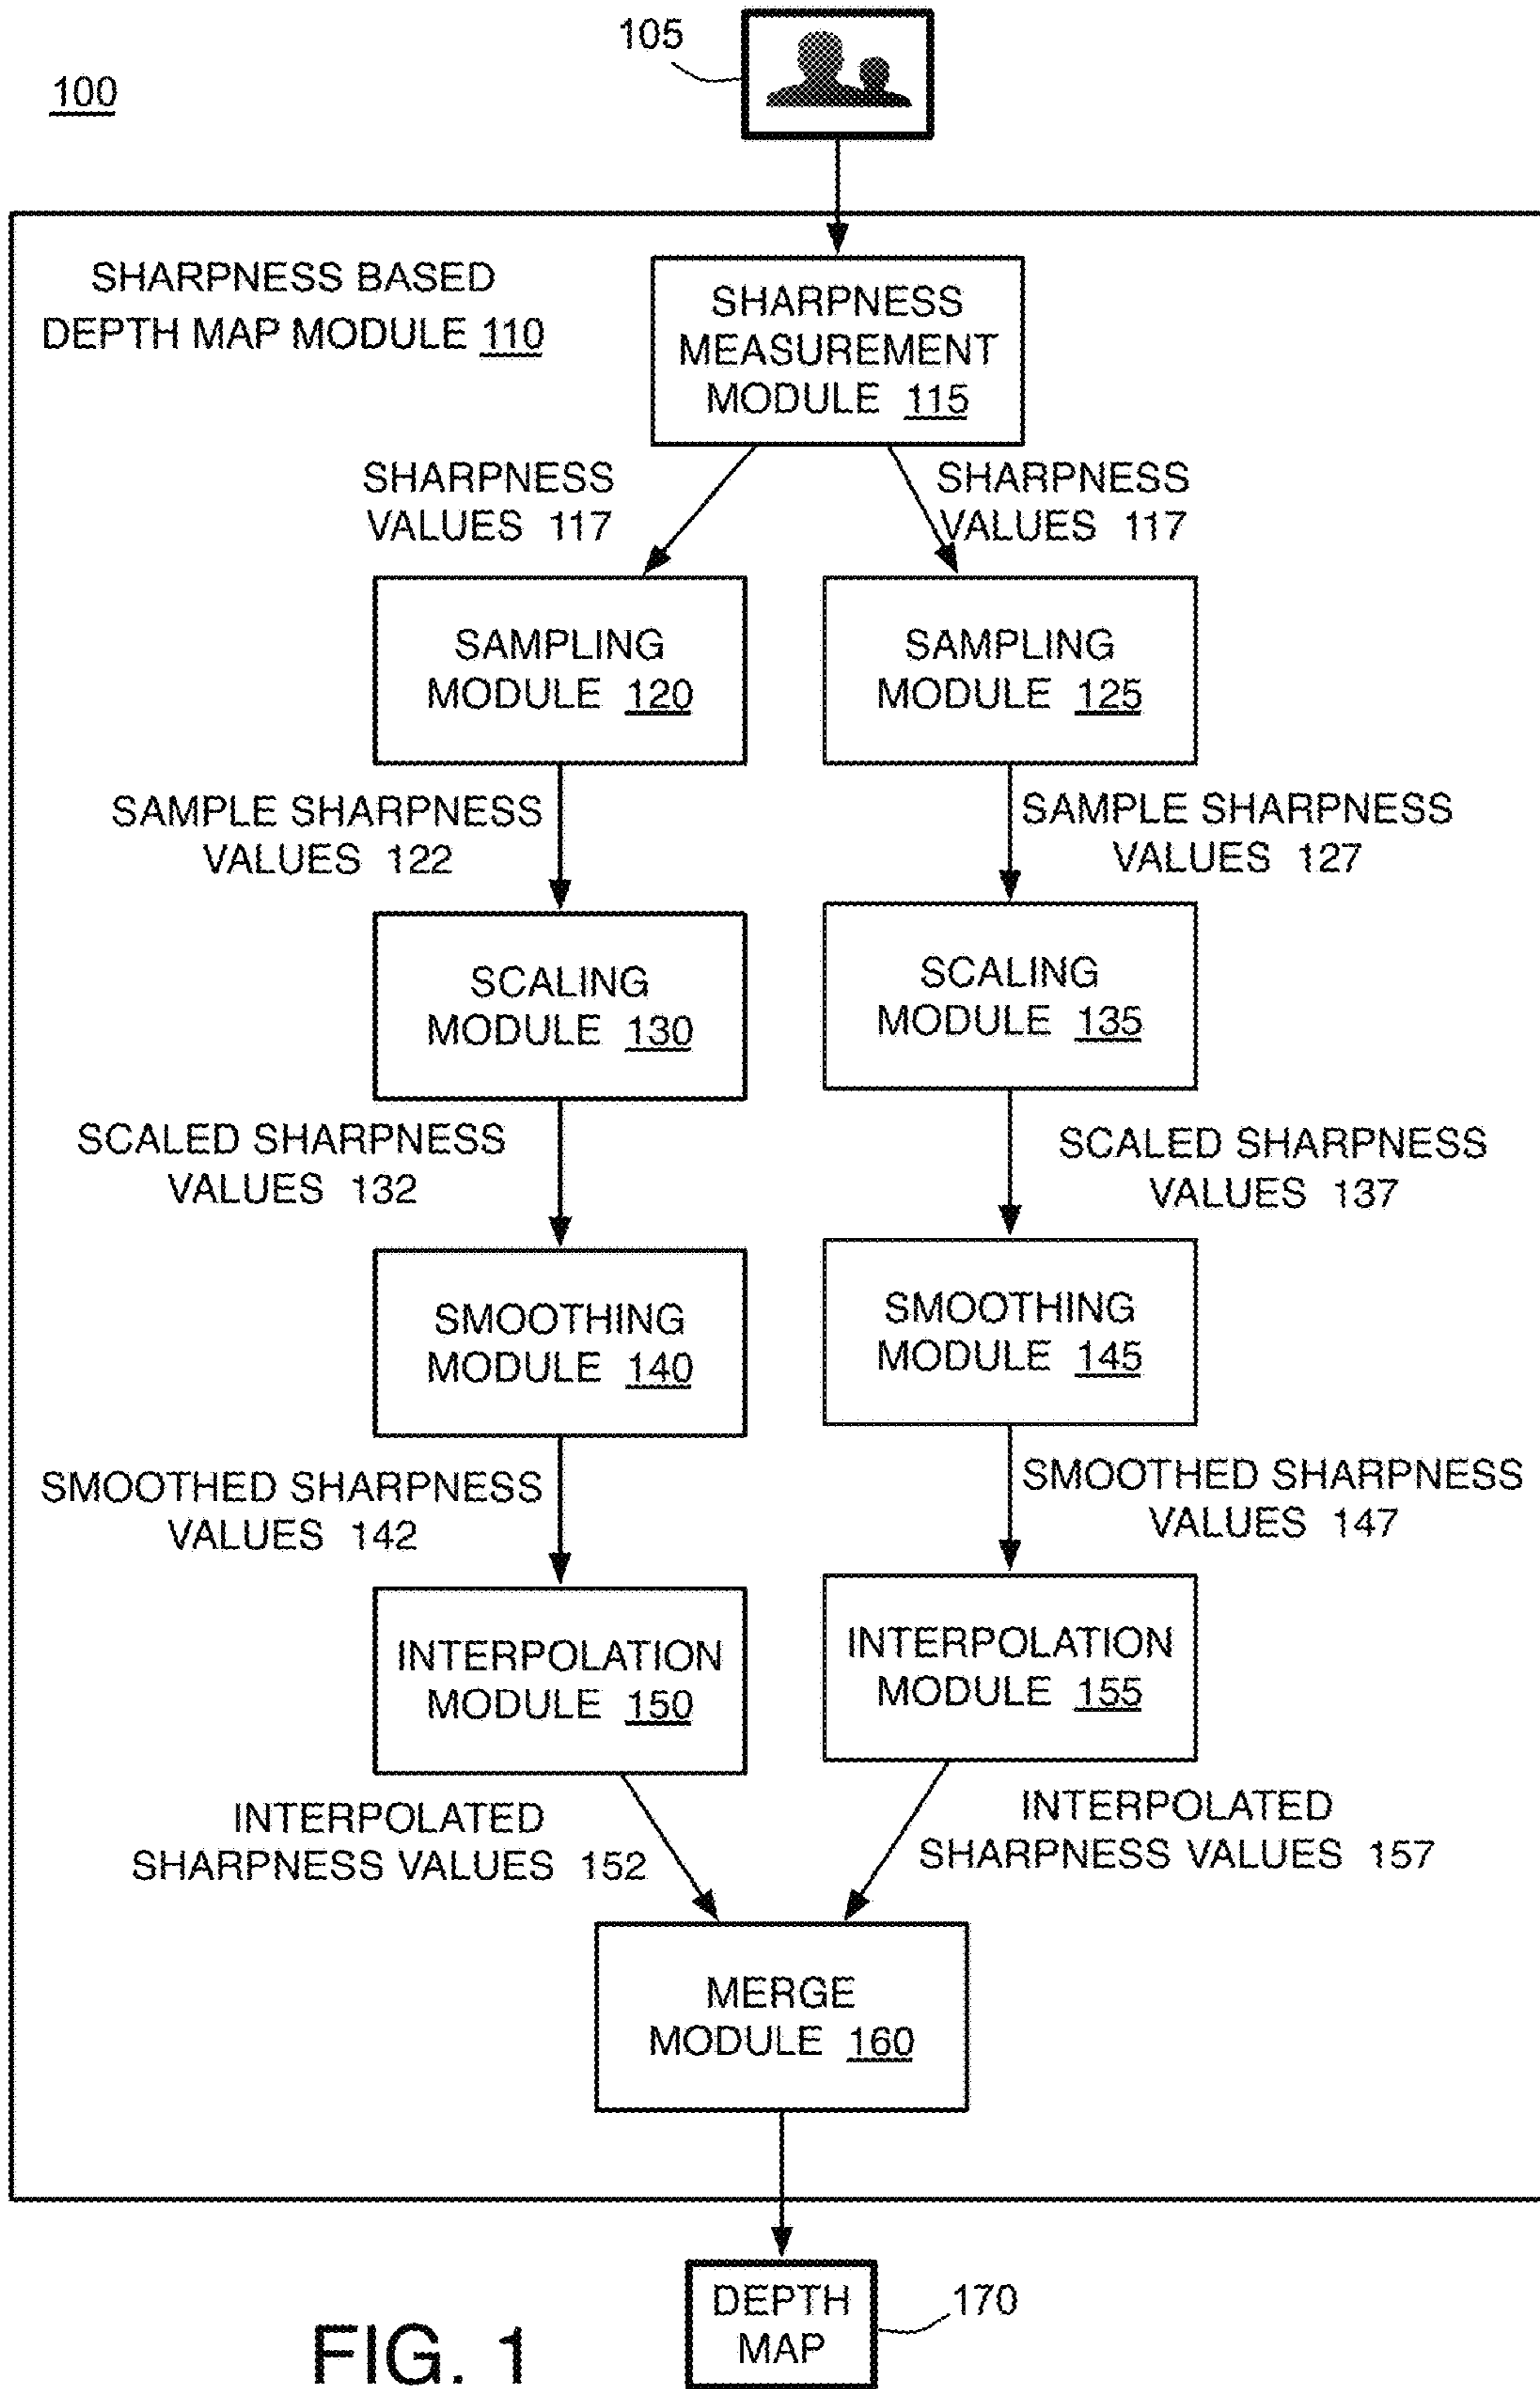 105
100
SHARPNESS BASED
DEPTH MAP MODULE 110
SHARPNESS
MEASUREMENT
MODULE 115
SHARPNESS
VALUES 117
SHARPNESS
VALUES 117
SAMPLING
MODULE 120
SAMPLING
MODULE 125
SAMPLE SHARPNESS
VALUES 122
SAMPLE SHARPNESS
VALUES 127
SCALING
MODULE 130
SCALING
MODULE 135
SCALED SHARPNESS
VALUES 132
SCALED SHARPNESS
VALUES 137
SMOOTHING
MODULE 140
SMOOTHING
MODULE 145
SMOOTHED SHARPNESS
VALUES 142
SMOOTHED SHARPNESS
VALUES 147
INTERPOLATION
MODULE 150
INTERPOLATION
MODULE 155
INTERPOLATED
SHARPNESS VALUES 152
INTERPOLATED
SHARPNESS VALUES 157
MERGE
MODULE 160
DEPTH
MAP
170
FIG. 1